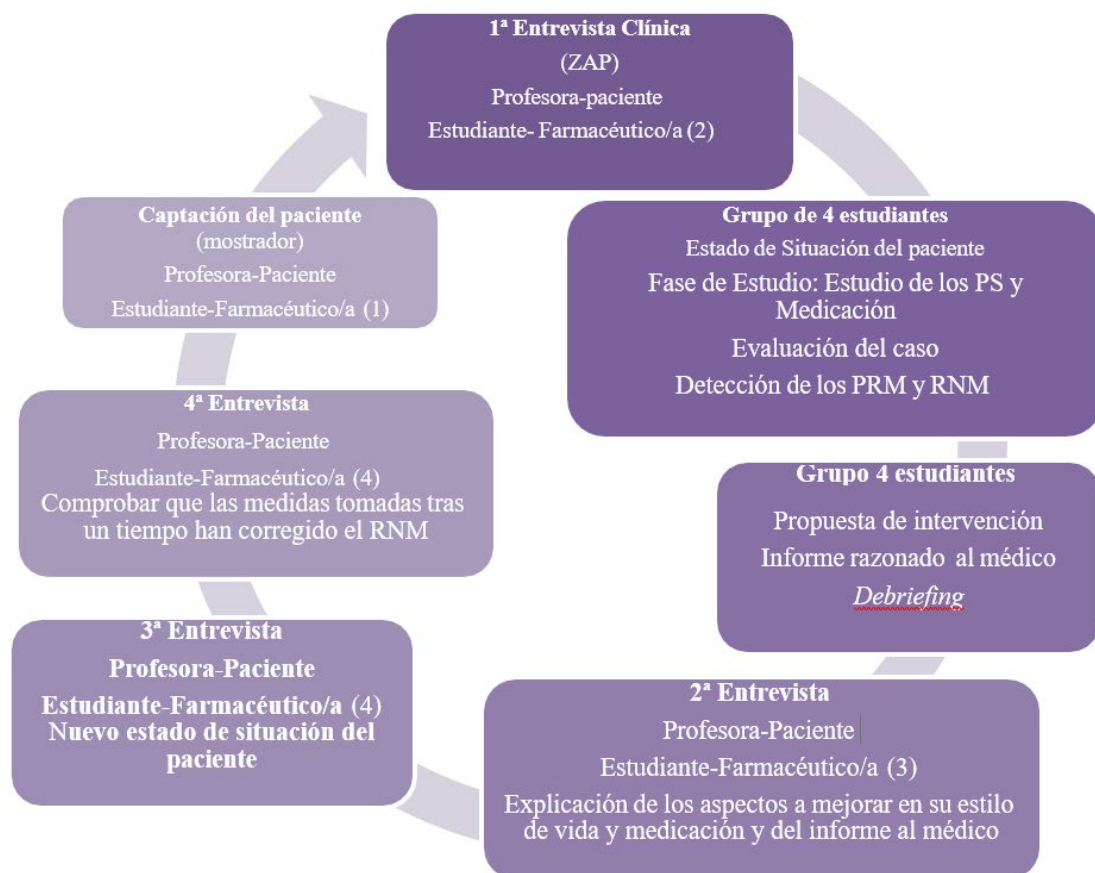 1ª Entrevista Clínica
(ZAP)
Profesora-paciente
Estudiante- Farmacéutico/a (2)
Grupo de 4 estudiantes
Estado de Situación del paciente
Fase de Estudio: Estudio de los PS y
Medicación
Evaluación del caso
Detección de los PRM y RNM
Grupo 4 estudiantes
Propuesta de intervención
Informe razonado al médico
Debriefing
2ª Entrevista
Profesora-Paciente
Estudiante-Farmacéutico/a (3)
Explicación de los aspectos a mejorar en su estilo
de vida y medicación y del informe al médico
3ª Entrevista
Profesora-Paciente
Estudiante-Farmacéutico/a (4)
Nuevo estado de situación del
paciente
4ª Entrevista
Profesora-Paciente
Estudiante-Farmacéutico/a (4)
Comprobar que las medidas tomadas tras
un tiempo han corregido el RNM
Captación del paciente
(mostrador)
Profesora-Paciente
Estudiante-Farmacéutico/a (1)